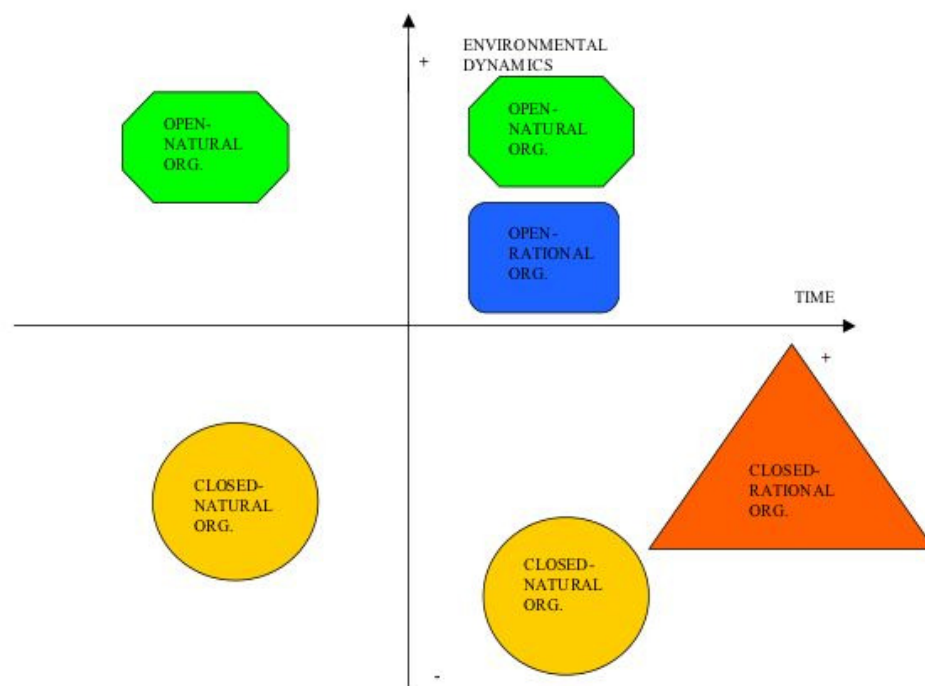 +
ENVIRONMENTAL
DYNAMICS
OPEN-
NATURAL
ORG.
OPEN-
NATURAL
ORG.
OPEN-
RATIONAL
ORG.
TIME
+
CLOSED-
NATURAL
ORG.
CLOSED-
RATIONAL
ORG.
CLOSED-
NATURAL
ORG.
-